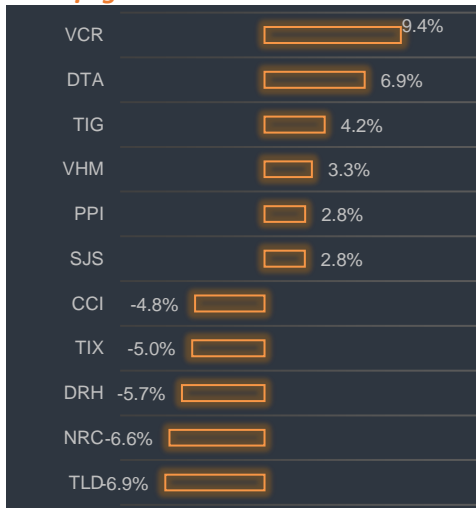 VCR 9.4%
DTA 6.9%
TIG 4.2%
VHM 3.3%
PPI 2.8%
SJS 2.8%
CCI -4.8%
TIX -5.0%
DRH -5.7%
NRC -6.6%
TLD -6.9%